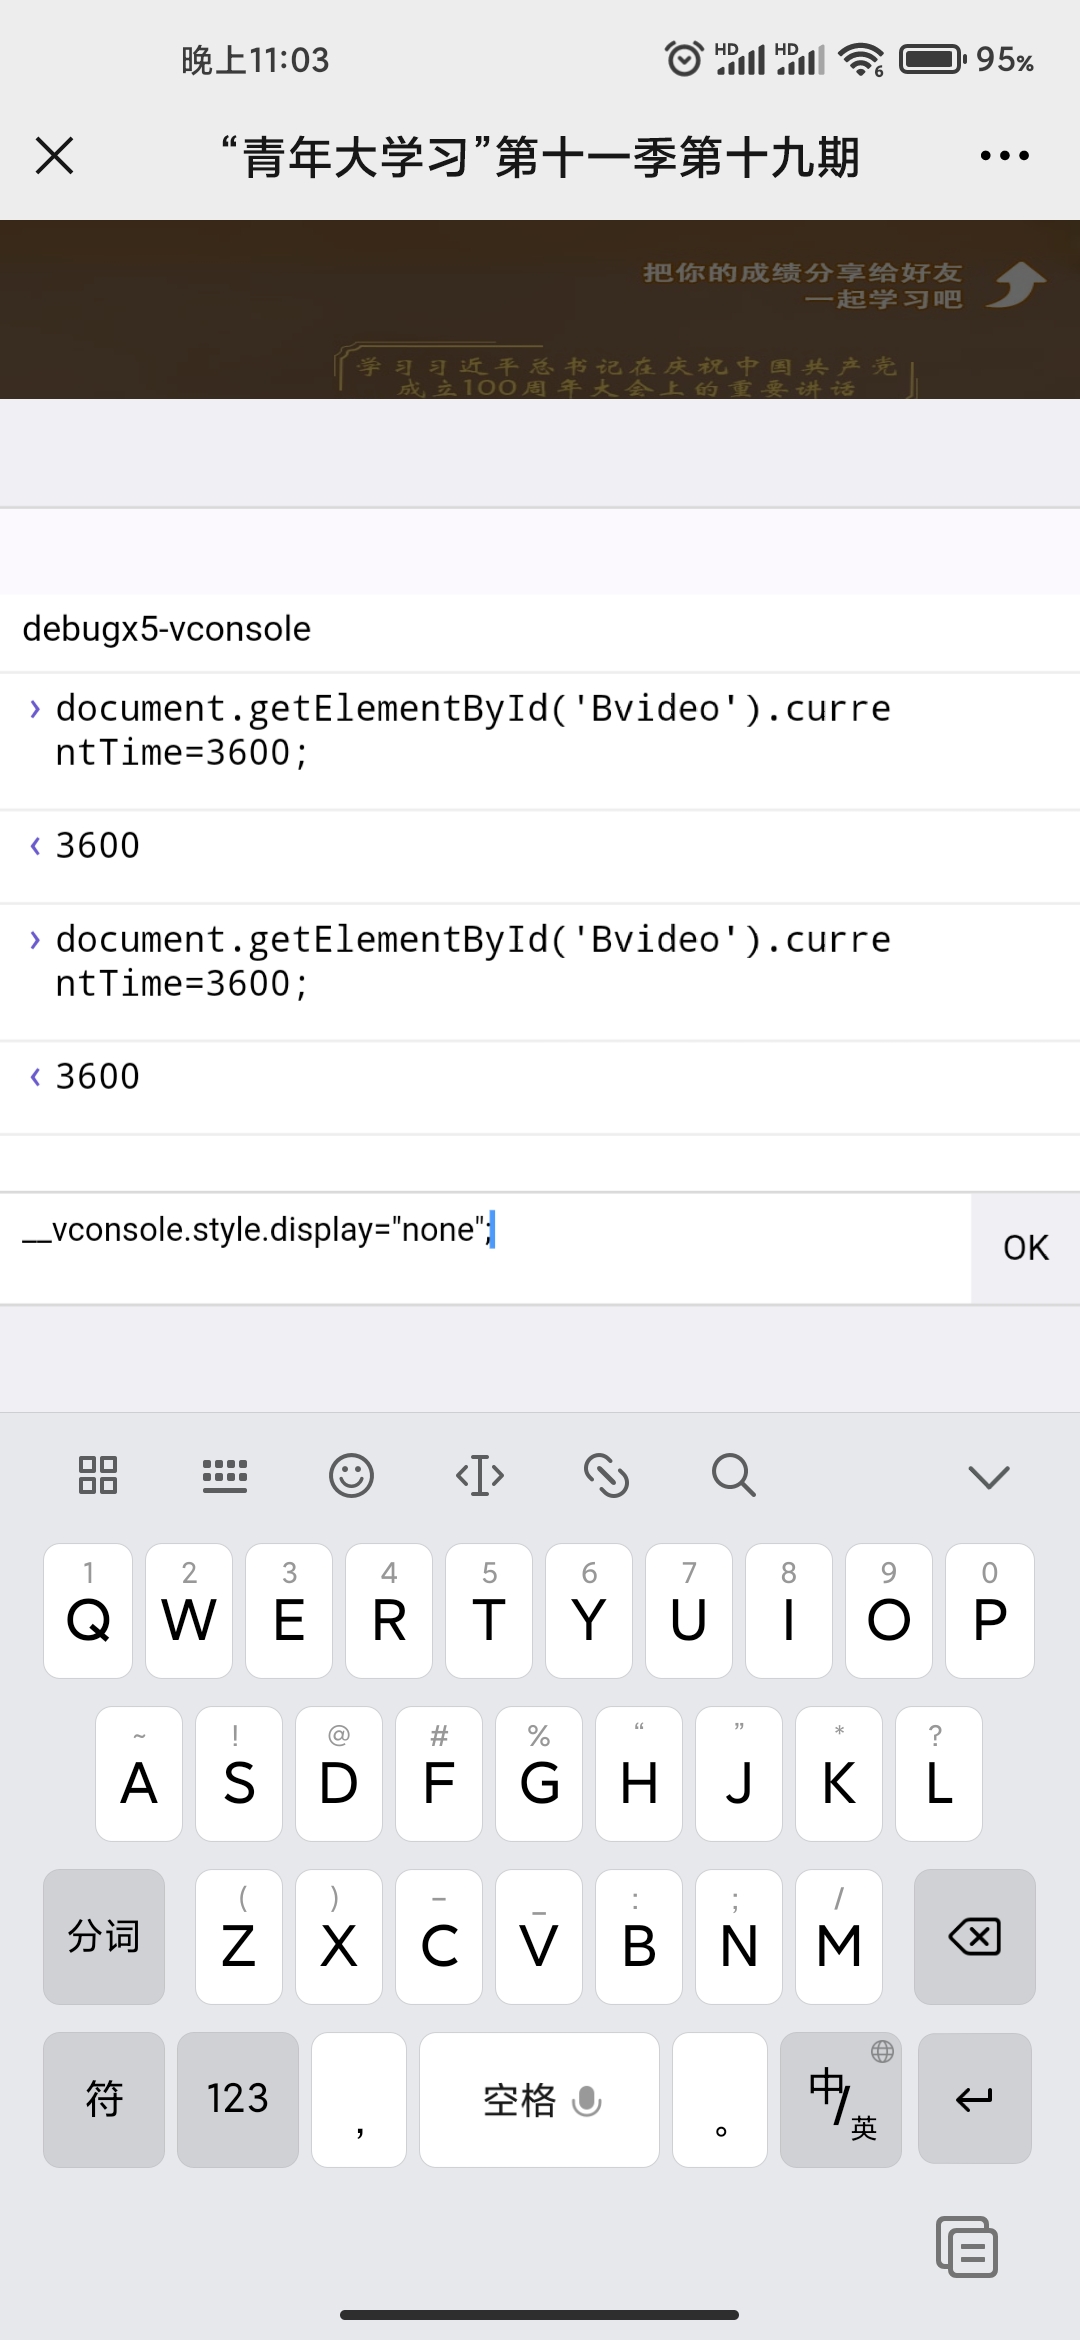 晚上11:03
HD HD 6 95%
“青年大学习”第十一季第十九期
把你的成绩分享给好友
一起学习吧
学习习近平总书记在庆祝中国共产党
成立100周年大会上的重要讲话
debugx5-vconsole
› document.getElementById('Bvideo').curre
ntTime=3600;
‹ 3600
› document.getElementById('Bvideo').curre
ntTime=3600;
‹ 3600
__vconsole.style.display="none";
OK
1 2 3 4 5 6 7 8 9 0
Q W E R T Y U I O P
~ ! @ # % “ ” * ?
A S D F G H J K L
( ) – _ : ; /
分词 Z X C V B N M
符 123 , 空格 。 中/英